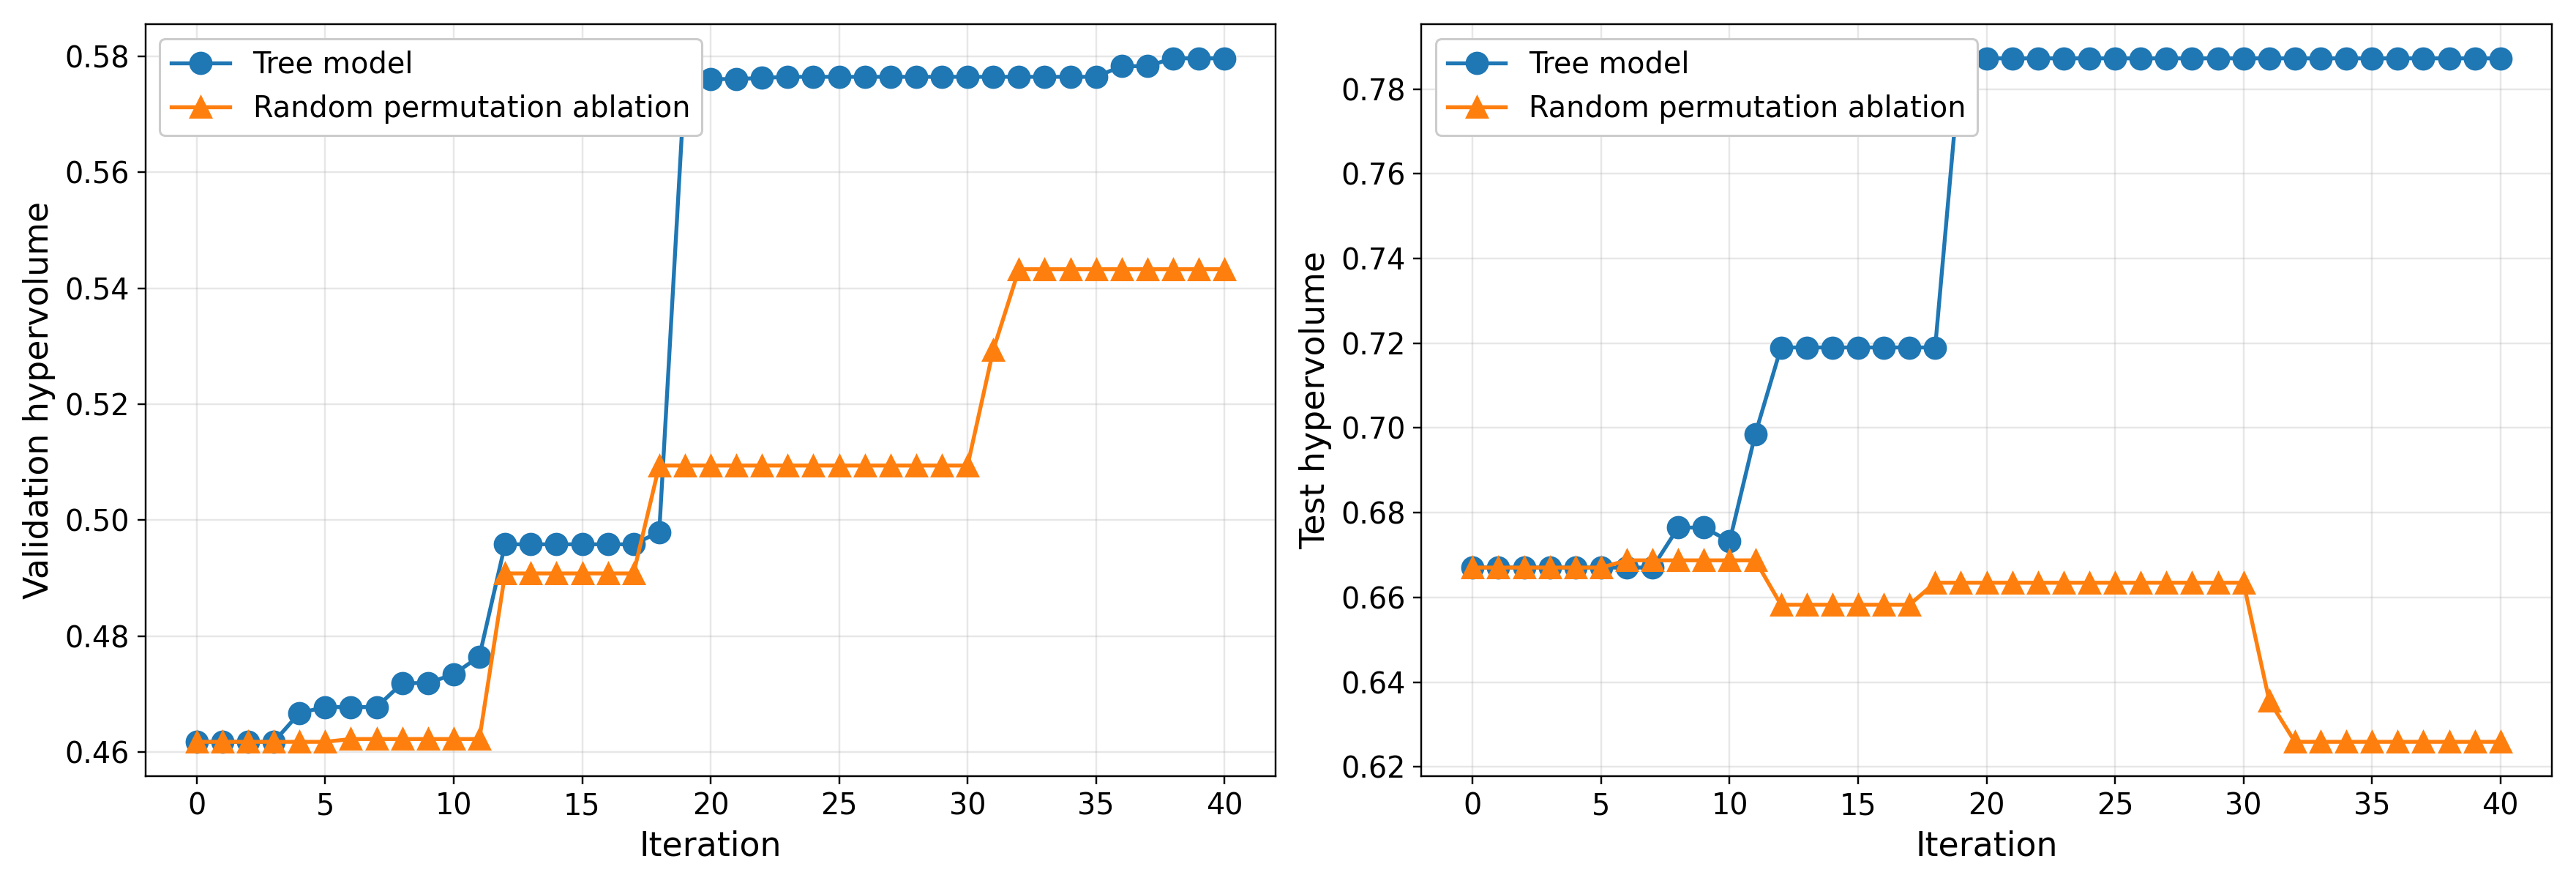 Validation hypervolume
0.58
0.56
0.54
0.52
0.50
0.48
0.46
Tree model
Random permutation ablation
0 5 10 15 20 25 30 35 40
Iteration
Test hypervolume
0.78
0.76
0.74
0.72
0.70
0.68
0.66
0.64
0.62
Tree model
Random permutation ablation
0 5 10 15 20 25 30 35 40
Iteration